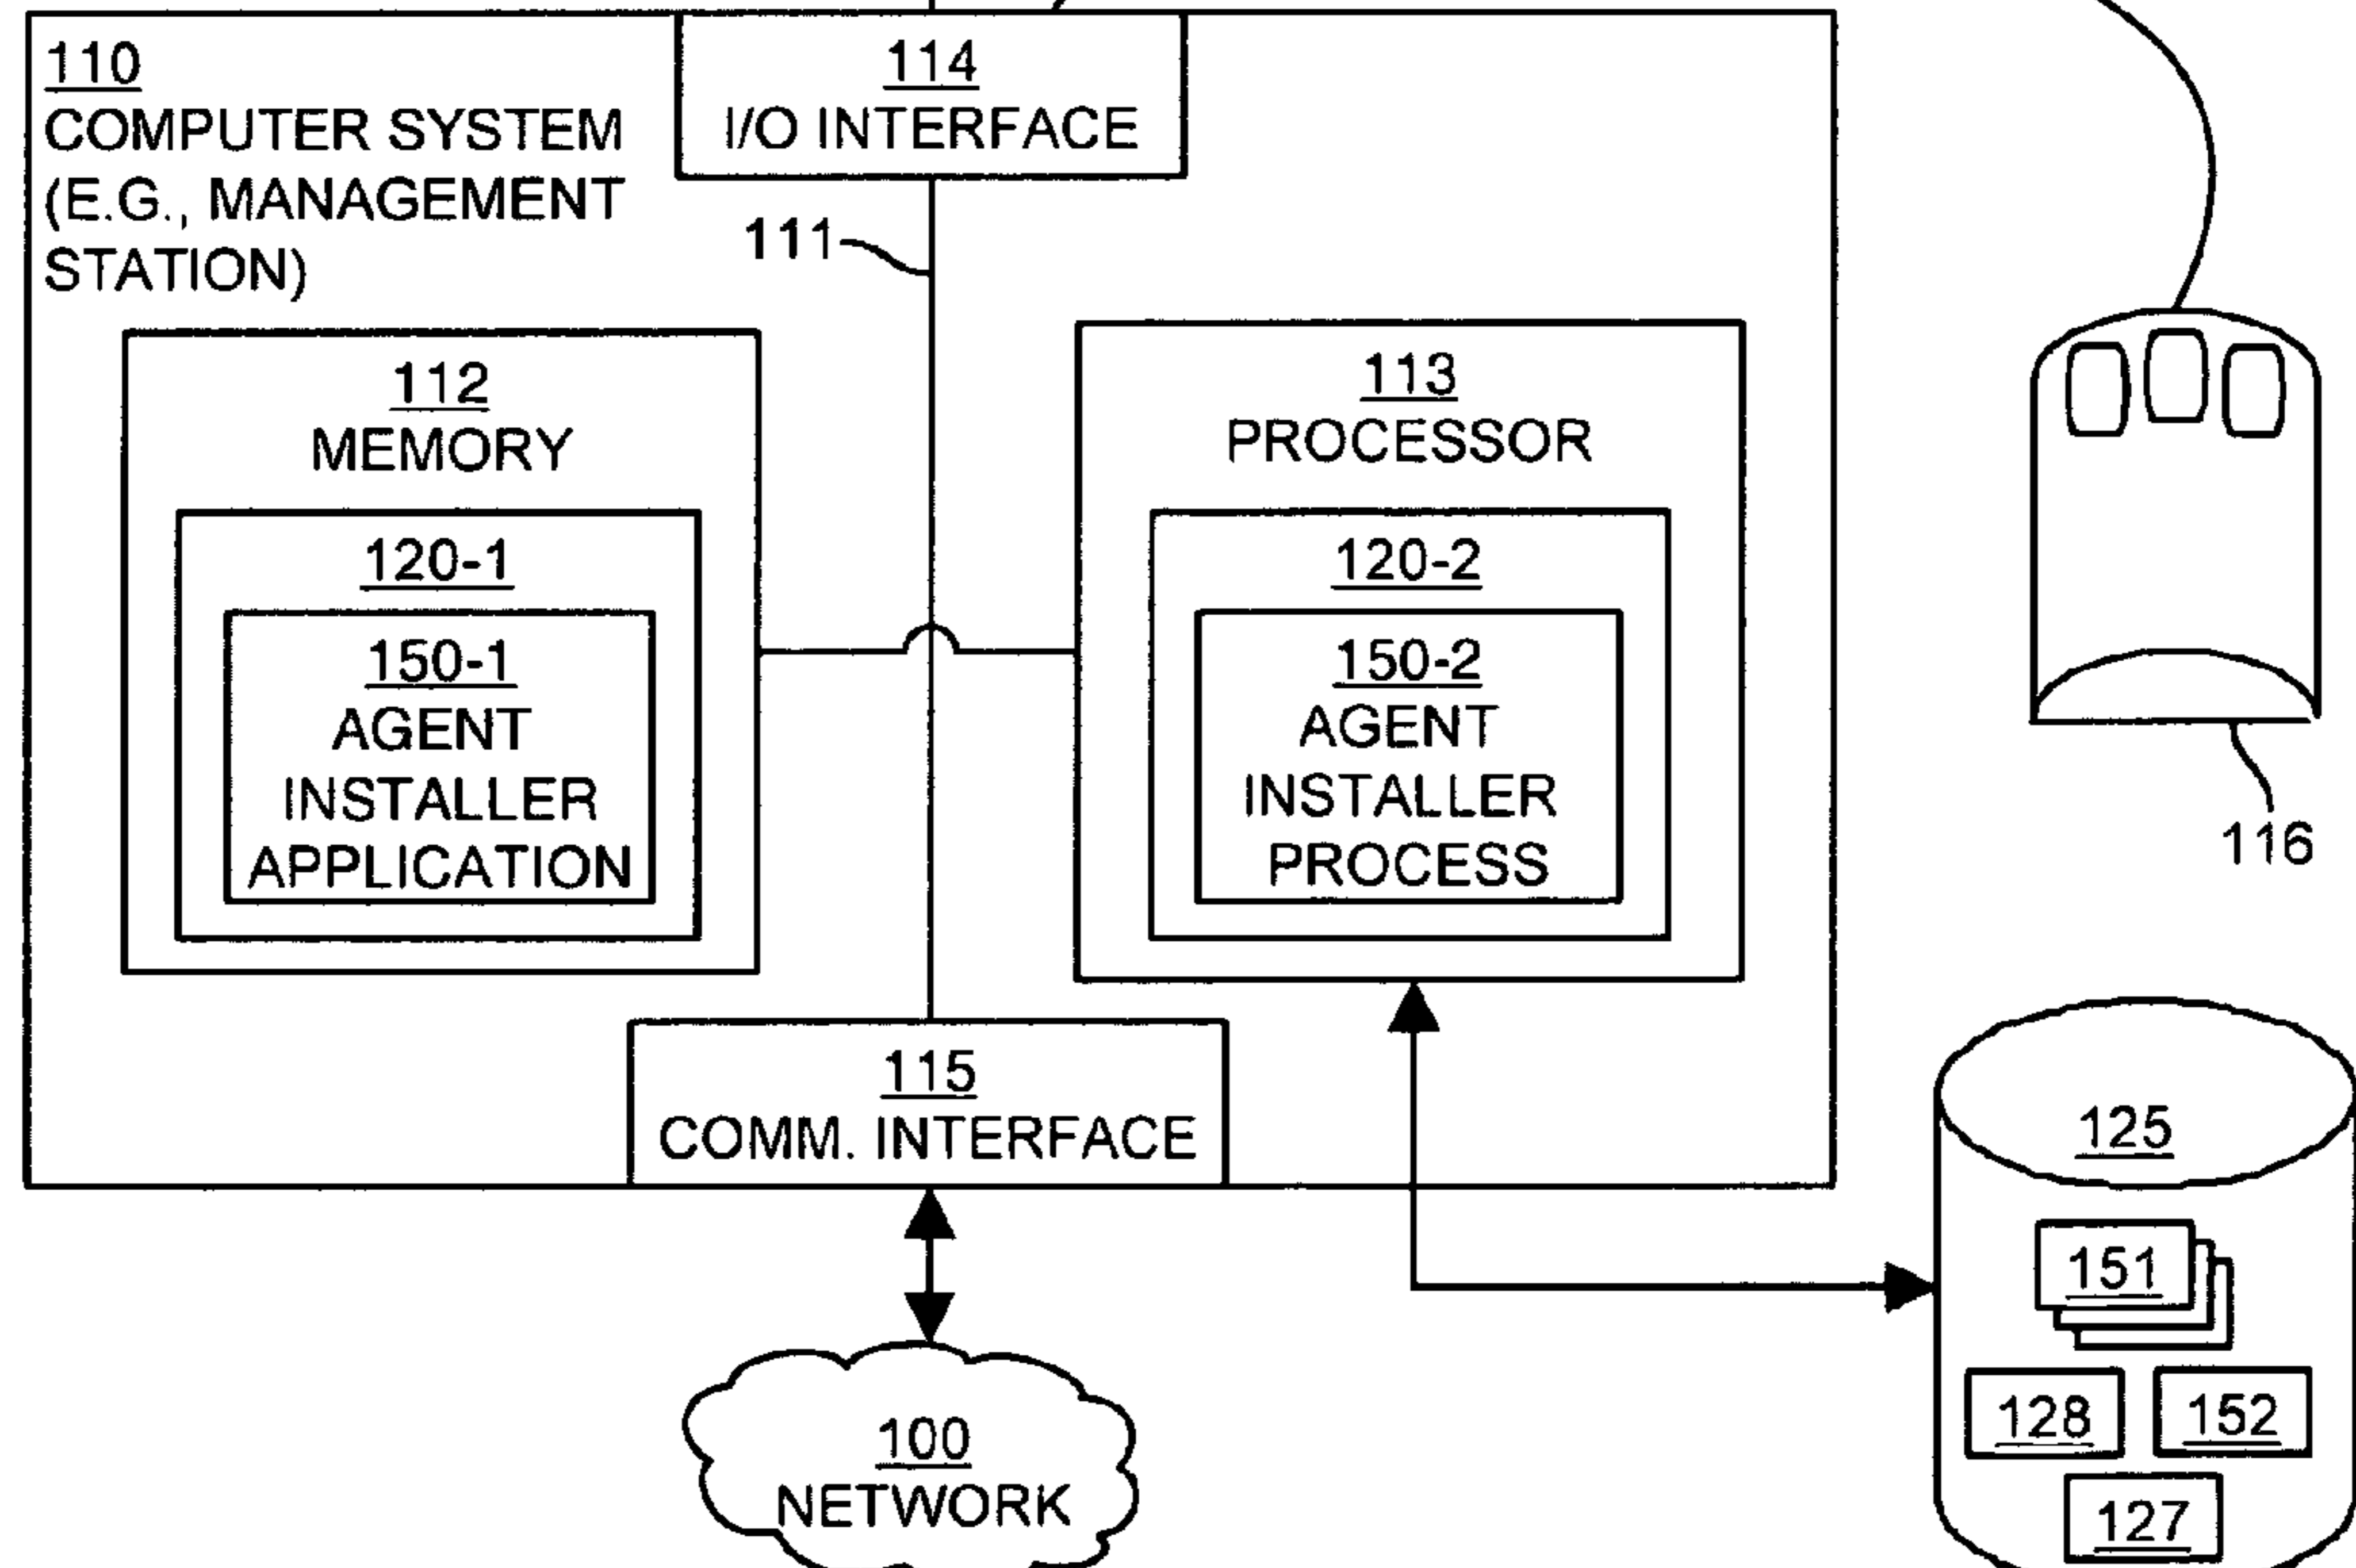 110
COMPUTER SYSTEM
(E.G., MANAGEMENT
STATION)
114
I/O INTERFACE
111
112
MEMORY
120-1
150-1
AGENT
INSTALLER
APPLICATION
113
PROCESSOR
120-2
150-2
AGENT
INSTALLER
PROCESS
116
115
COMM. INTERFACE
100
NETWORK
125
151
128
152
127